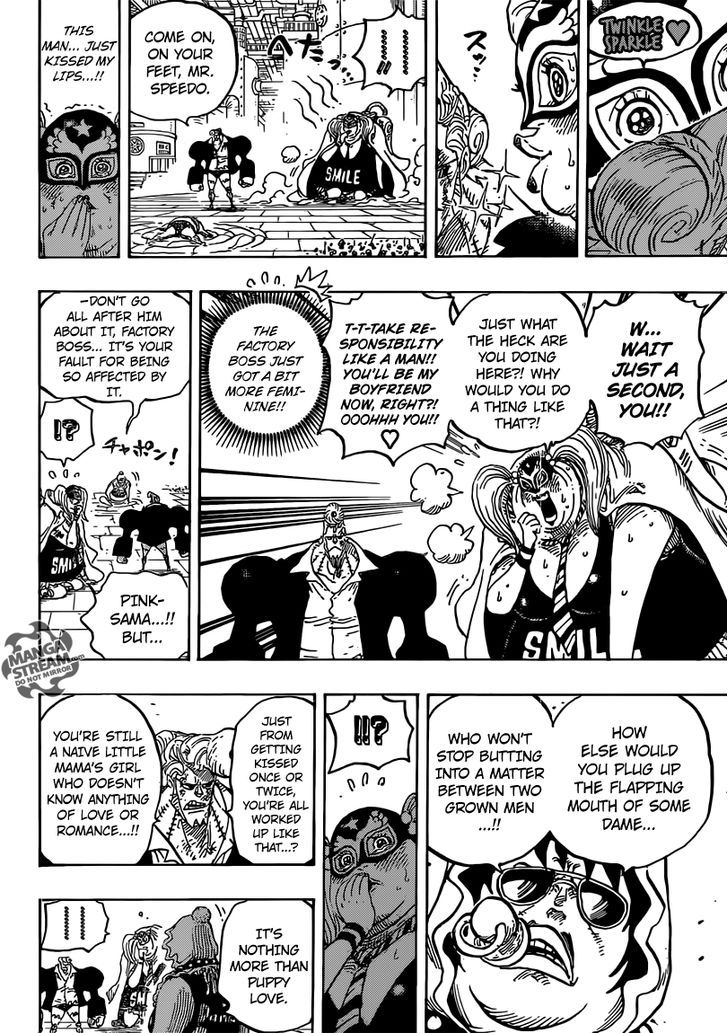 TWINKLE
SPARKLE ♥
スッ
!!!
へた...っ
COME ON,
ON YOUR
FEET, MR.
SPEEDO.
SMILE
THIS
MAN... JUST
KISSED MY
LIPS...!!
W...
WAIT
JUST A
SECOND,
YOU!!
JUST WHAT
THE HECK
ARE YOU
DOING
HERE?! WHY
WOULD YOU DO
A THING LIKE
THAT?!
T-T-TAKE RE-
SPONSIBILITY
LIKE A MAN!!
YOU'LL BE MY
BOYFRIEND
NOW, RIGHT?!
OOOHHH YOU!!
♥
THE
FACTORY
BOSS JUST
GOT A BIT
MORE FEMI-
NINE!!
SMILE
-DON'T GO
ALL AFTER HIM
ABOUT IT, FACTORY
BOSS... IT'S YOUR
FAULT FOR BEING
SO AFFECTED BY
IT.
!?
チャポン!
SMILE
PINK-
SAMA...!!
BUT...
MANGA
STREAM.com
DO NOT MIRROR
HOW
ELSE WOULD
YOU PLUG UP
THE FLAPPING
MOUTH OF SOME
DAME...
WHO WON'T
STOP BUTTING
INTO A MATTER
BETWEEN TWO
GROWN MEN
...!!
!!?
JUST
FROM
GETTING
KISSED
ONCE OR
TWICE,
YOU'RE ALL
WORKED
UP LIKE
THAT...?
YOU'RE STILL
A NAIVE LITTLE
MAMA'S GIRL
WHO DOESN'T
KNOW ANYTHING
OF LOVE OR
ROMANCE...!!
IT'S
NOTHING
MORE THAN
PUPPY
LOVE.
!!!
SMILE